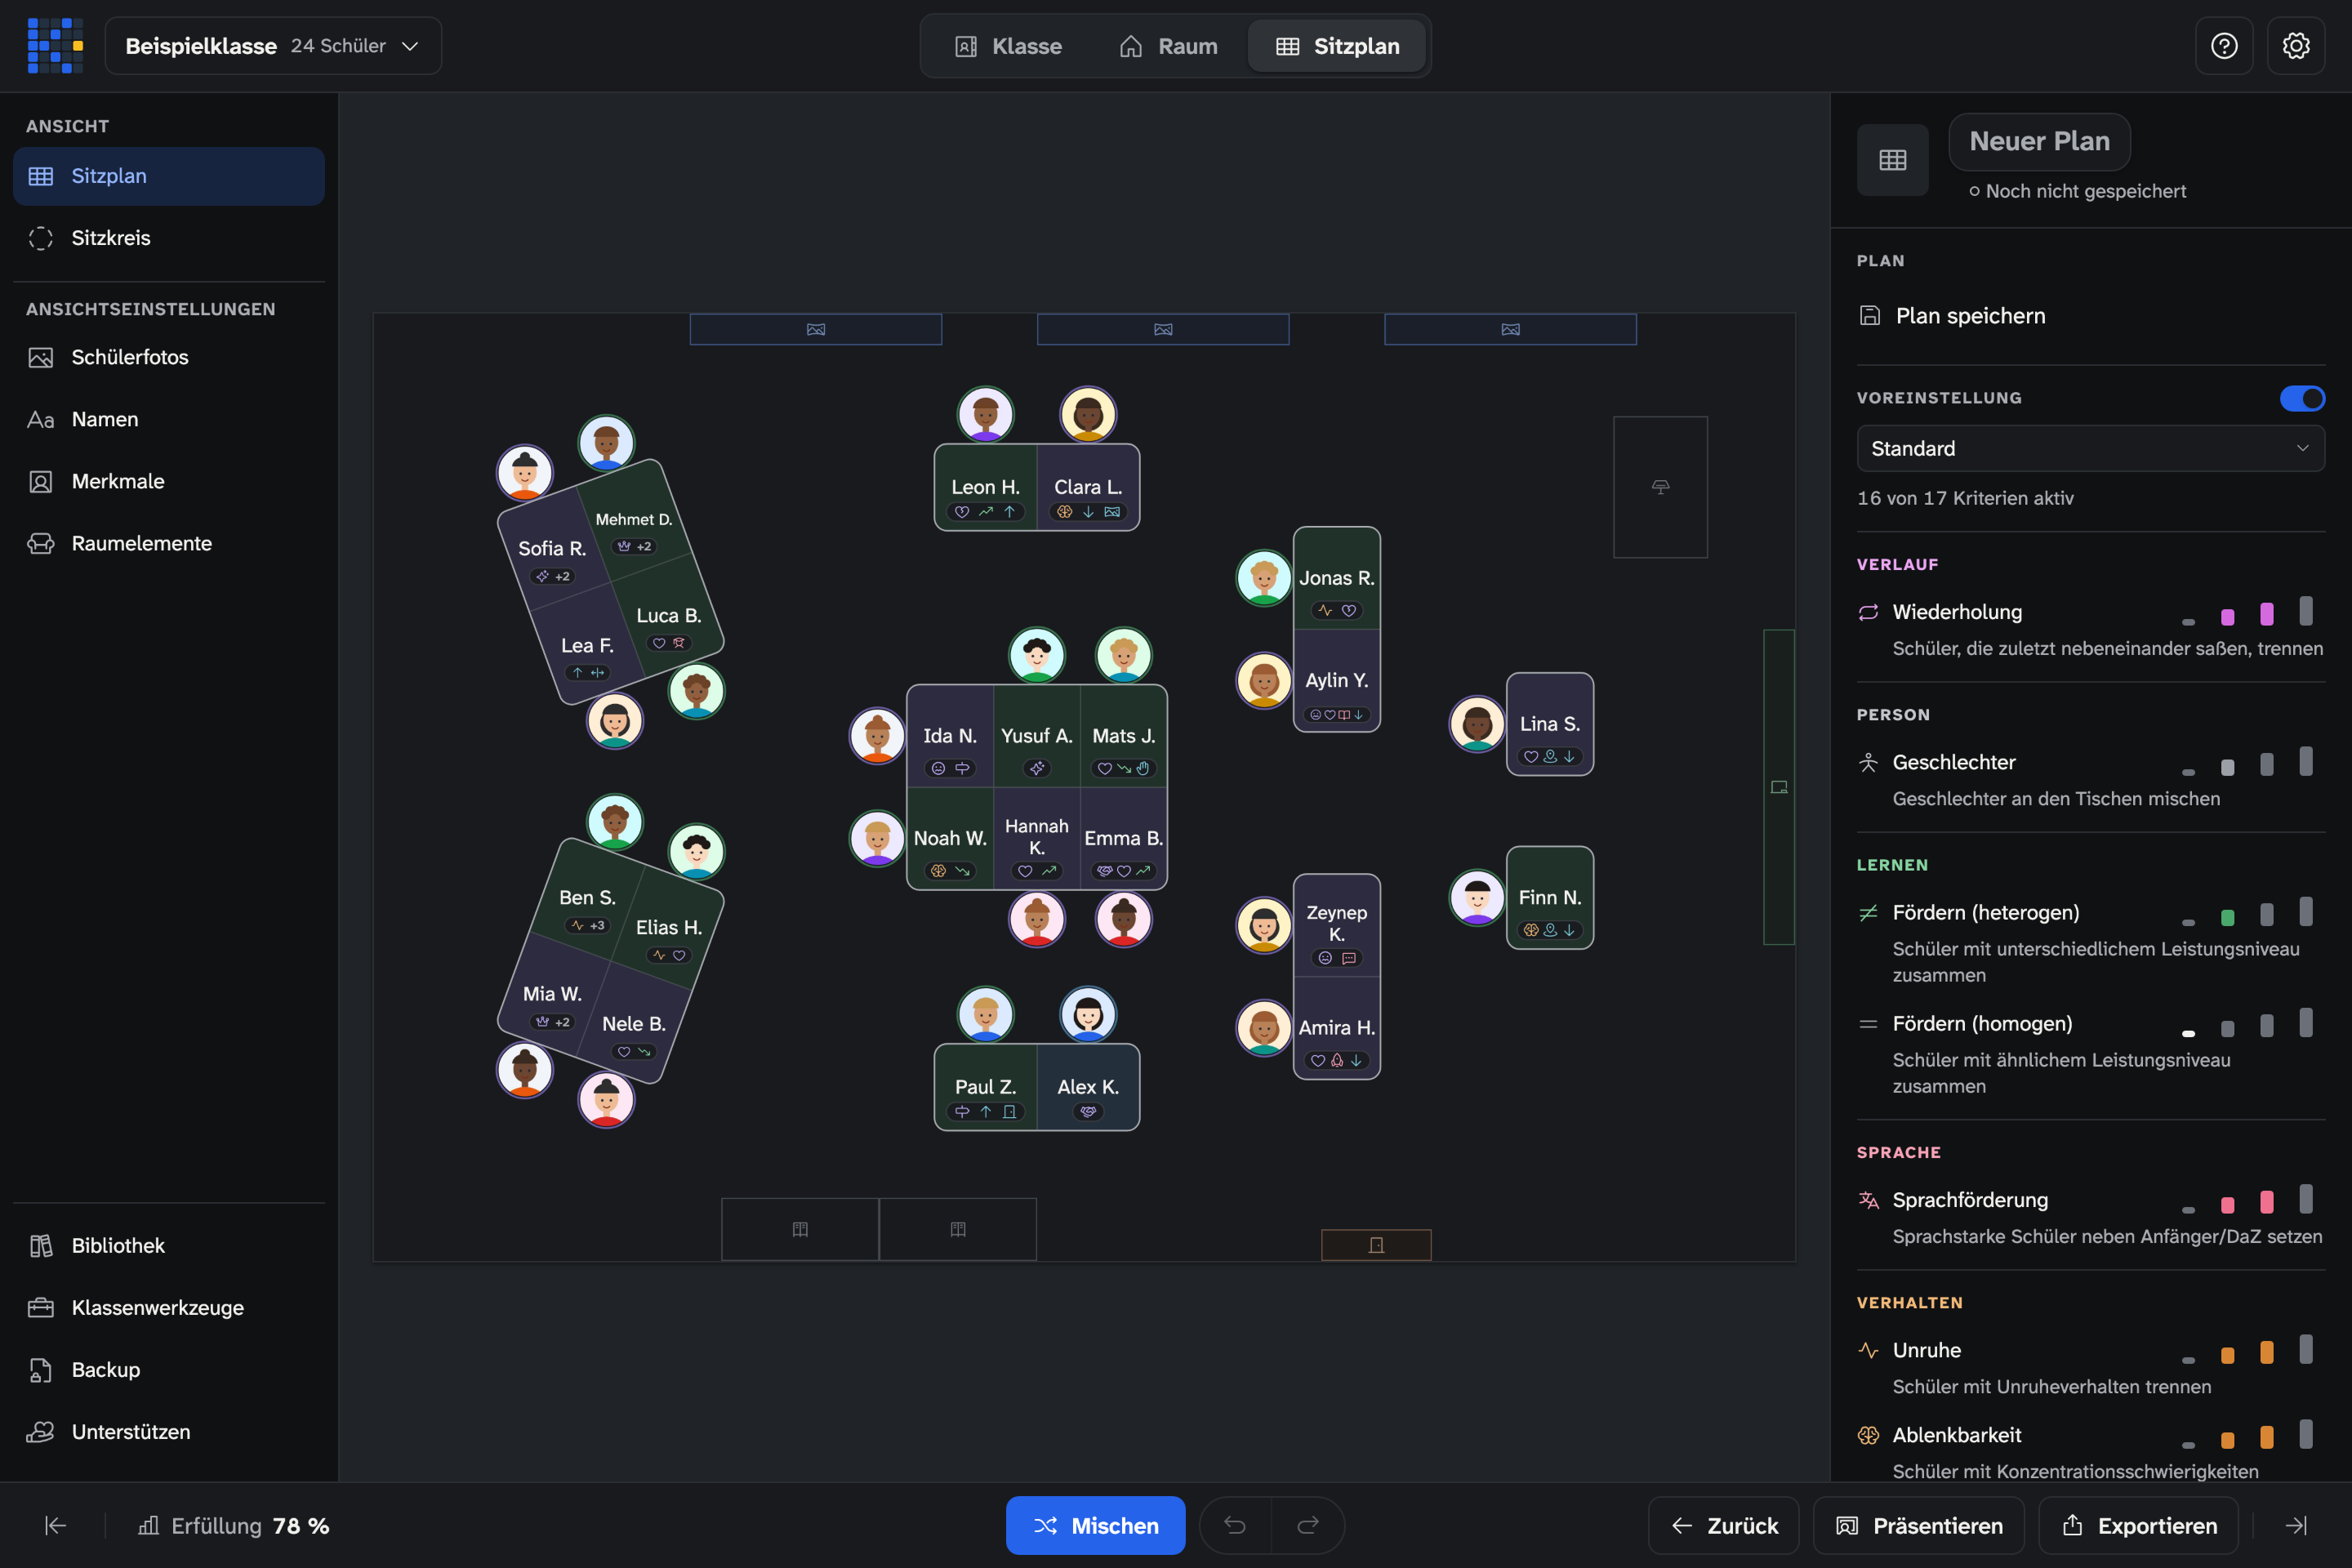 Beispielklasse 24 Schüler
Klasse
Raum
Sitzplan
ANSICHT
Sitzplan
Sitzkreis
ANSICHTSEINSTELLUNGEN
Schülerfotos
Namen
Merkmale
Raumelemente
Bibliothek
Klassenwerkzeuge
Backup
Unterstützen
Sofia R.
+2
Mehmet D.
+2
Lea F.
Luca B.
Leon H.
Clara L.
Jonas R.
Aylin Y.
Ida N.
Yusuf A.
Mats J.
Noah W.
Hannah
K.
Emma B.
Lina S.
Finn N.
Ben S.
+3
Elias H.
Mia W.
+2
Nele B.
Zeynep
K.
Amira H.
Paul Z.
Alex K.
Neuer Plan
Noch nicht gespeichert
PLAN
Plan speichern
VOREINSTELLUNG
Standard
16 von 17 Kriterien aktiv
VERLAUF
Wiederholung
Schüler, die zuletzt nebeneinander saßen, trennen
PERSON
Geschlechter
Geschlechter an den Tischen mischen
LERNEN
Fördern (heterogen)
Schüler mit unterschiedlichem Leistungsniveau
zusammen
Fördern (homogen)
Schüler mit ähnlichem Leistungsniveau
zusammen
SPRACHE
Sprachförderung
Sprachstarke Schüler neben Anfänger/DaZ setzen
VERHALTEN
Unruhe
Schüler mit Unruheverhalten trennen
Ablenkbarkeit
Schüler mit Konzentrationsschwierigkeiten
Erfüllung 78 %
Mischen
Zurück
Präsentieren
Exportieren